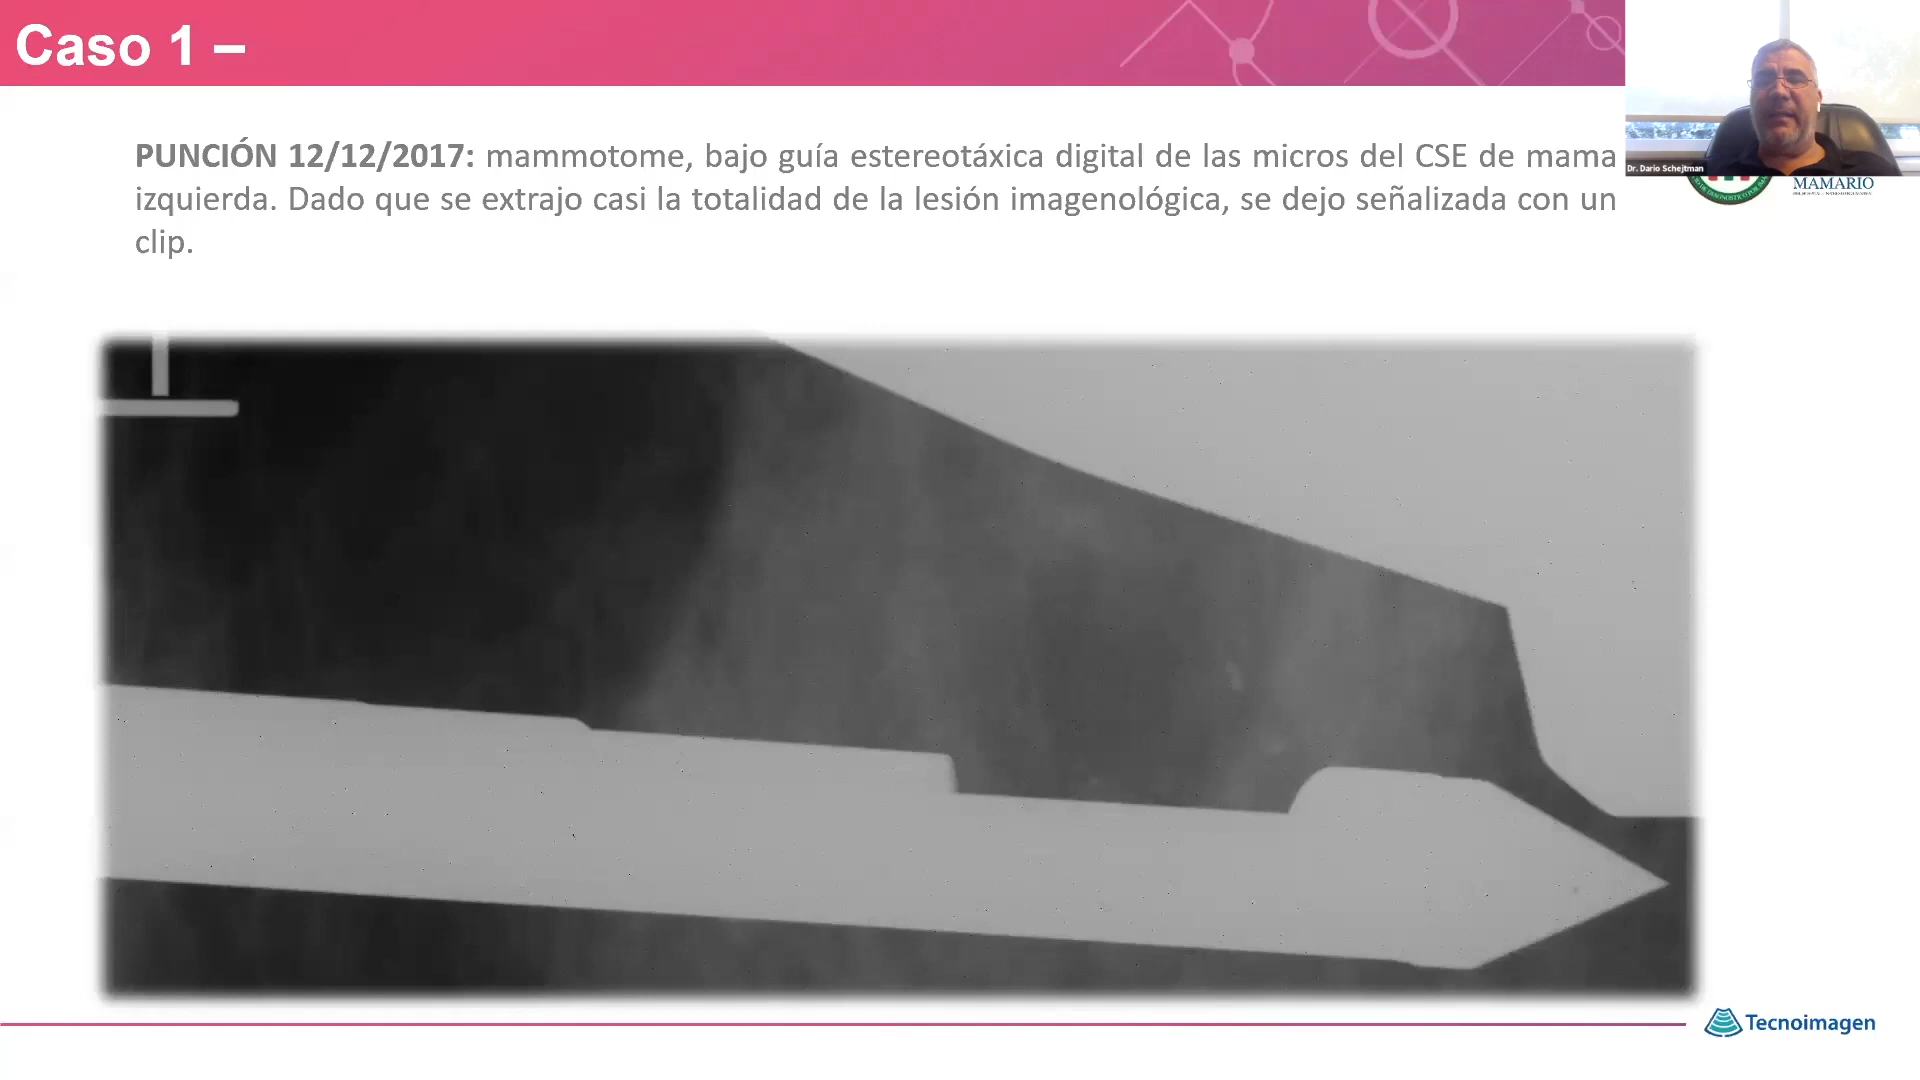 Caso 1 –
PUNCIÓN 12/12/2017: mammotome, bajo guía estereotáxica digital de las micros del CSE de mama
izquierda. Dado que se extrajo casi la totalidad de la lesión imagenológica, se dejo señalizada con un
clip.
Dr. Dario Schejtman
MAMARIO
Tecnoimagen